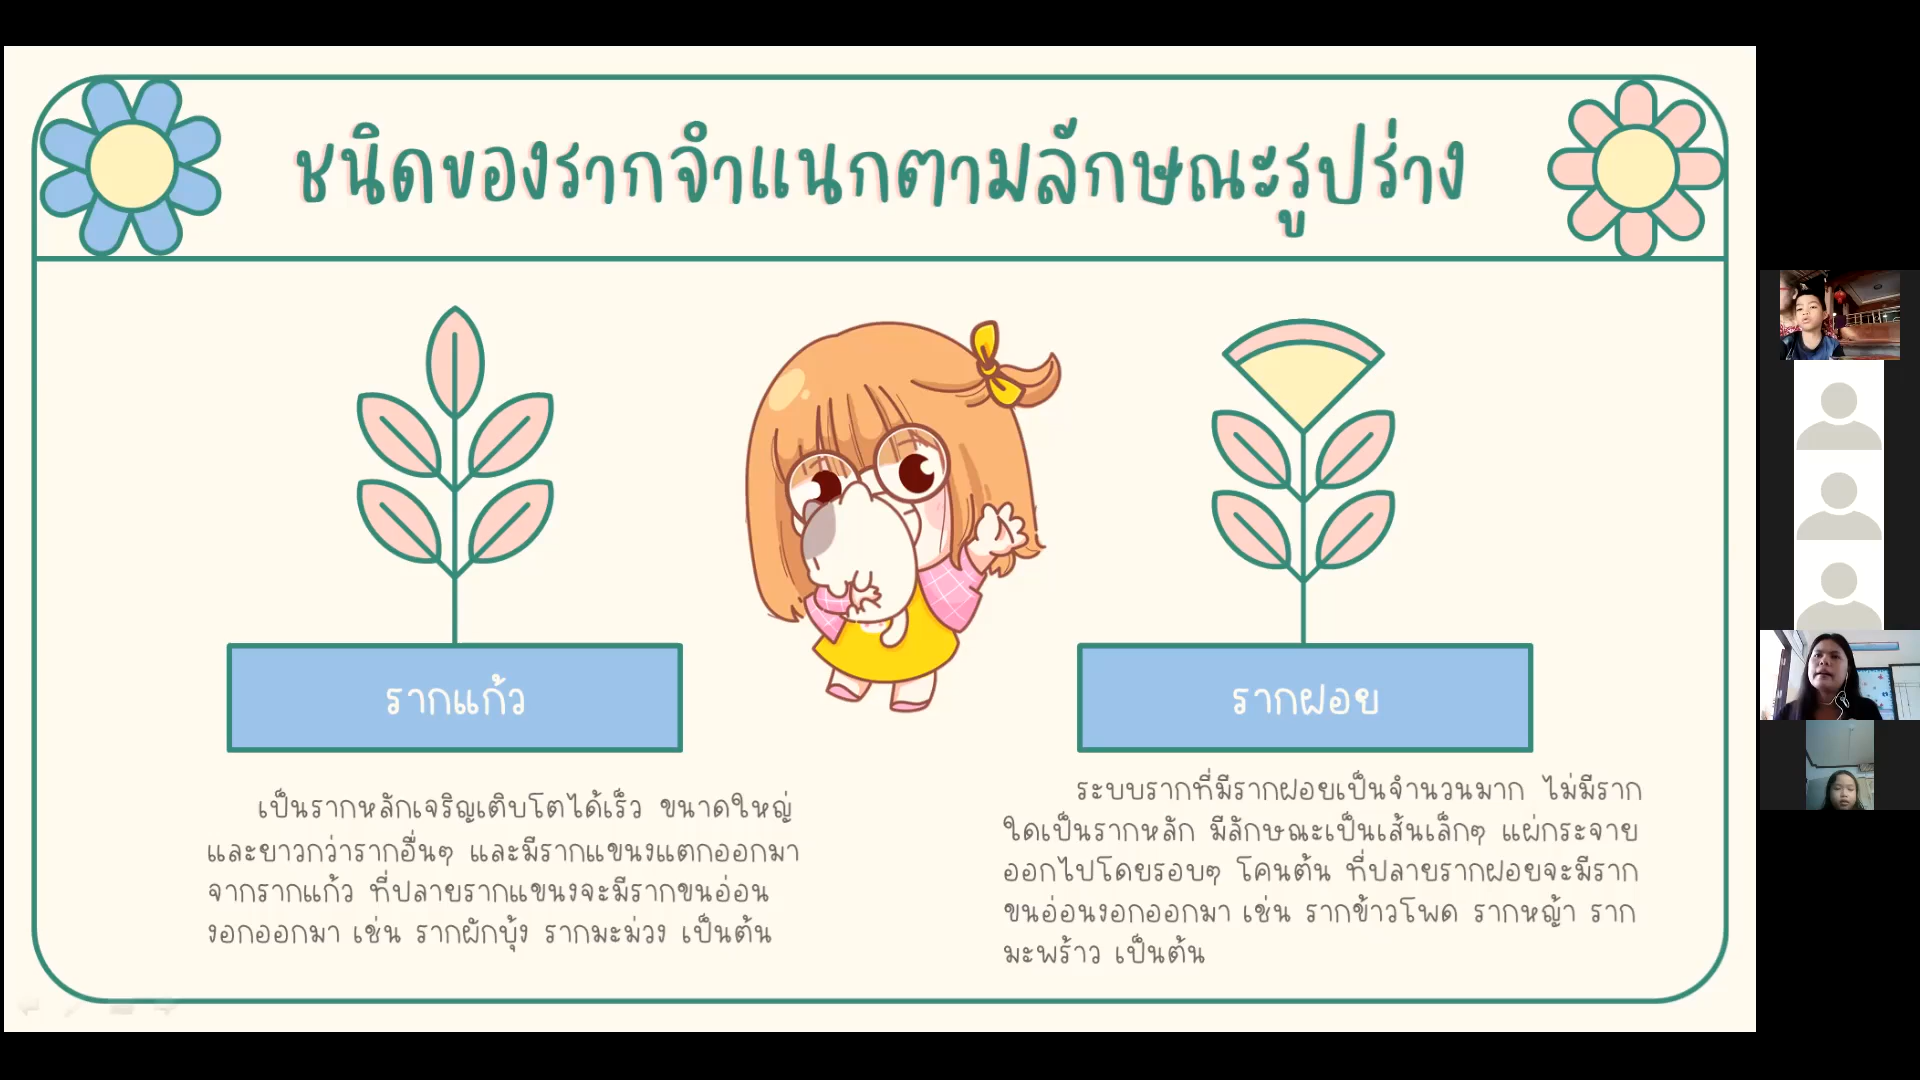 ชนิดของรากจำแนกตามลักษณะรูปร่าง
รากแก้ว
เป็นรากหลักเจริญเติบโตได้เร็ว ขนาดใหญ่
และยาวกว่ารากอื่นๆ และมีรากแขนงแตกออกมา
จากรากแก้ว ที่ปลายรากแขนงจะมีรากขนอ่อน
งอกออกมา เช่น รากผักบุ้ง รากมะม่วง เป็นต้น
รากฝอย
ระบบรากที่มีรากฝอยเป็นจำนวนมาก ไม่มีราก
ใดเป็นรากหลัก มีลักษณะเป็นเส้นเล็กๆ แผ่กระจาย
ออกไปโดยรอบๆ โคนต้น ที่ปลายรากฝอยจะมีราก
ขนอ่อนงอกออกมา เช่น รากข้าวโพด รากหญ้า ราก
มะพร้าว เป็นต้น